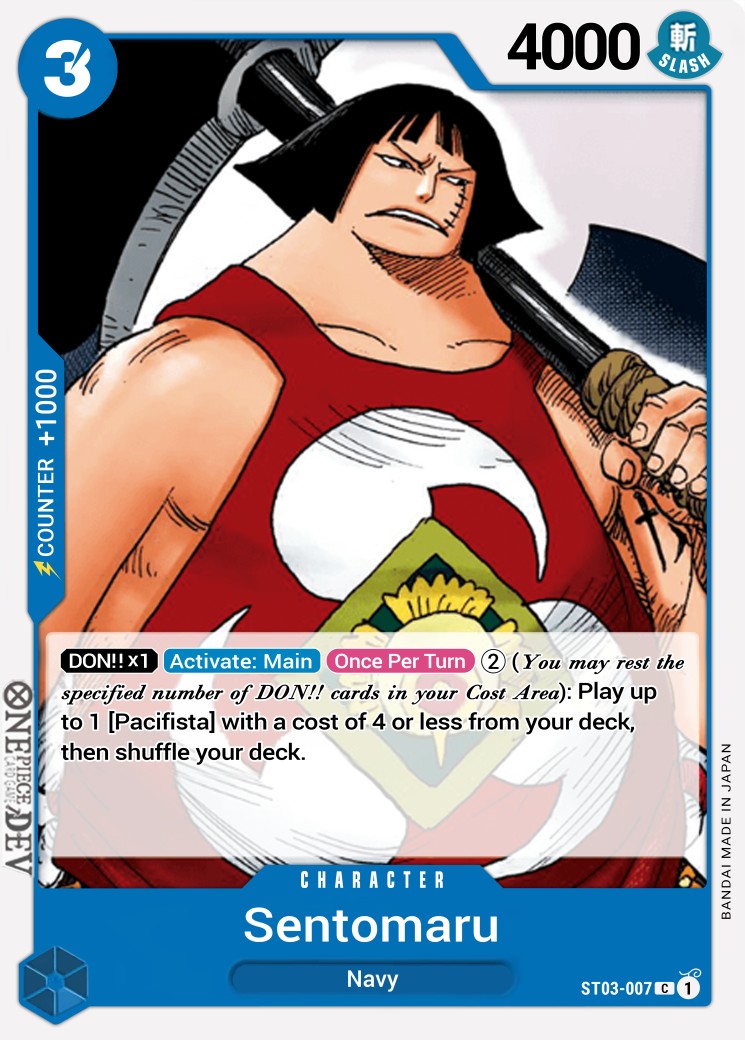 3
4000
斬
SLASH
COUNTER +1000
DON!! ×1 Activate: Main Once Per Turn ② (You may rest the
specified number of DON!! cards in your Cost Area): Play up
to 1 [Pacifista] with a cost of 4 or less from your deck,
then shuffle your deck.
ONE PIECE
CARD GAME
DEV
BANDAI MADE IN JAPAN
CHARACTER
Sentomaru
Navy
ST03-007 C 1